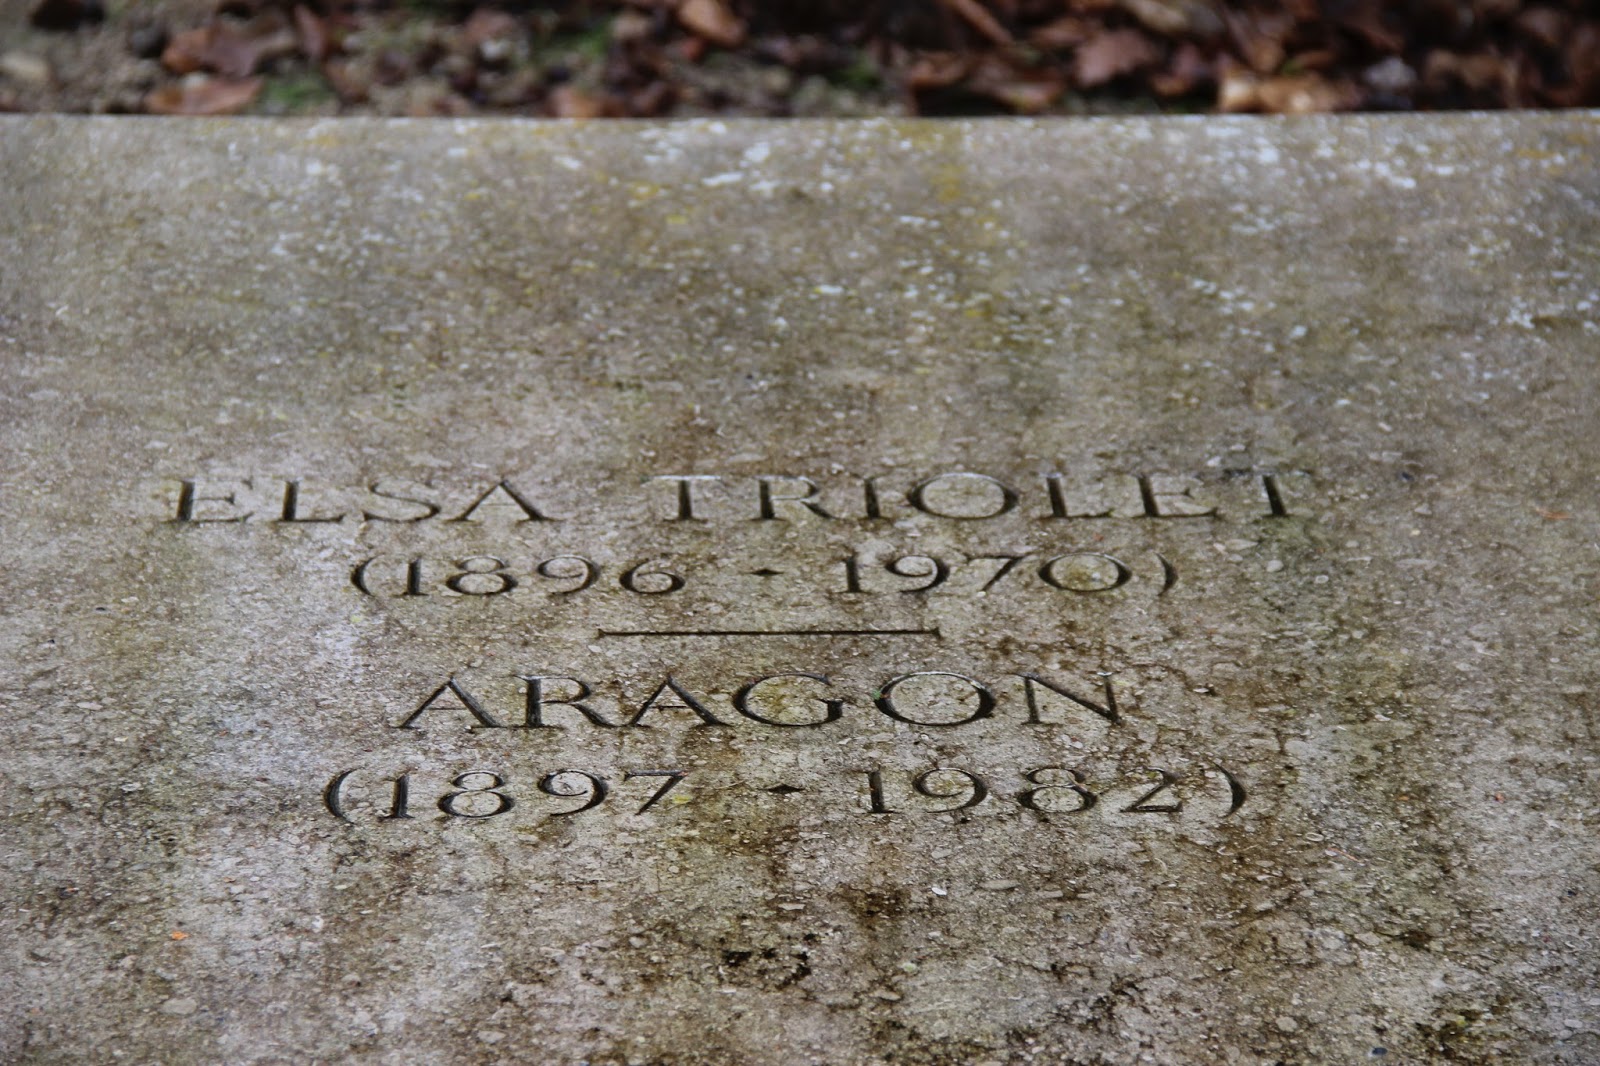 ELSA TRIOLET
(1896 · 1970)
ARAGON
(1897 · 1982)